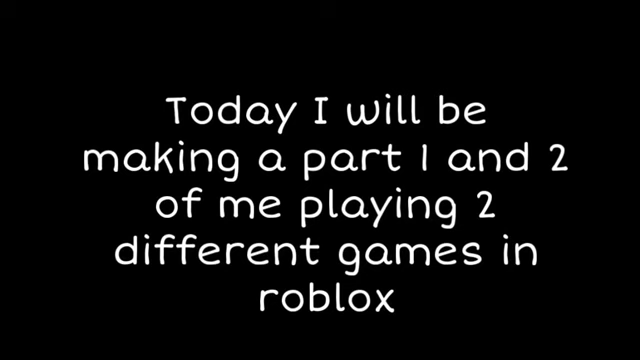 Today I will be
making a part 1 and 2
of me playing 2
different games in
roblox